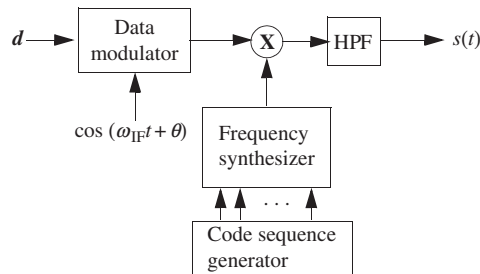 d
Data
modulator
X
HPF
s(t)
cos (ω_IF t + θ)
Frequency
synthesizer
. . .
Code sequence
generator